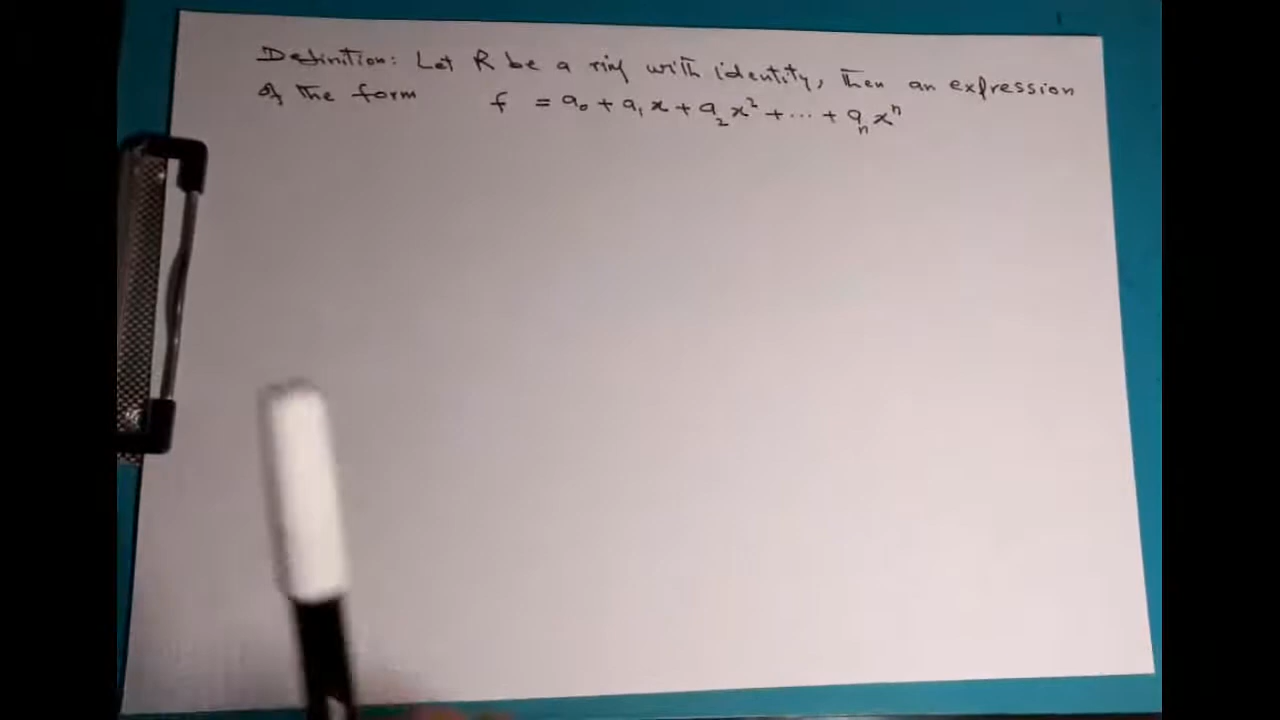 Definition: Let R be a ring with identity, then an expression
of the form f = a₀ + a₁x + a₂x² + ... + aₙxⁿ